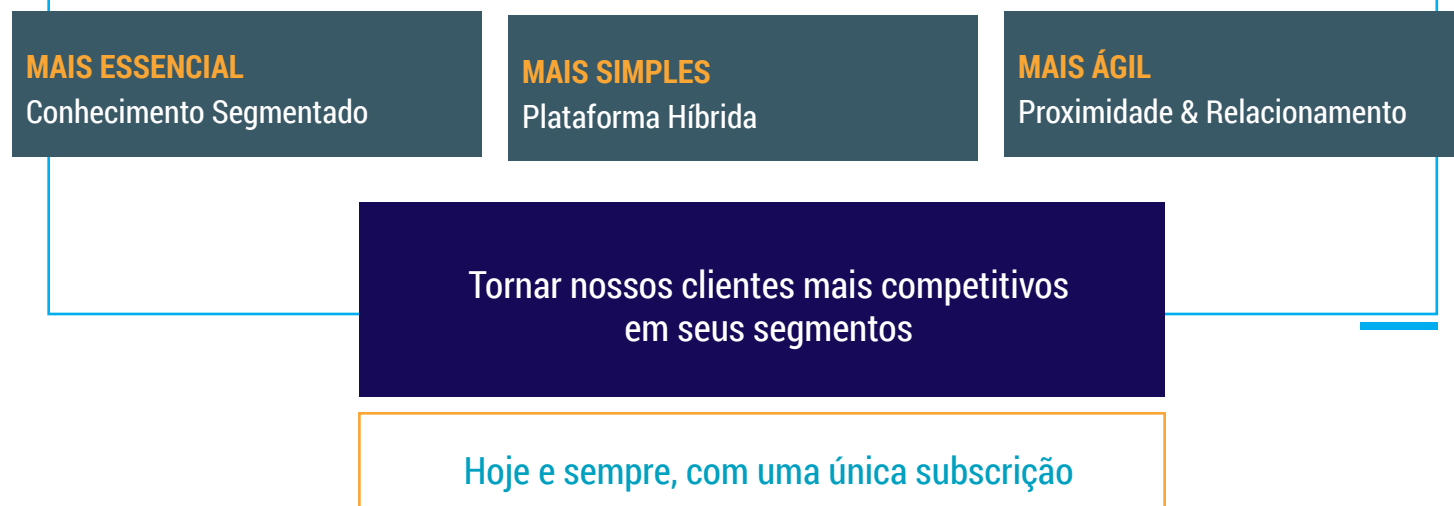 MAIS ESSENCIAL
Conhecimento Segmentado
MAIS SIMPLES
Plataforma Híbrida
MAIS ÁGIL
Proximidade & Relacionamento
Tornar nossos clientes mais competitivos
em seus segmentos
Hoje e sempre, com uma única subscrição